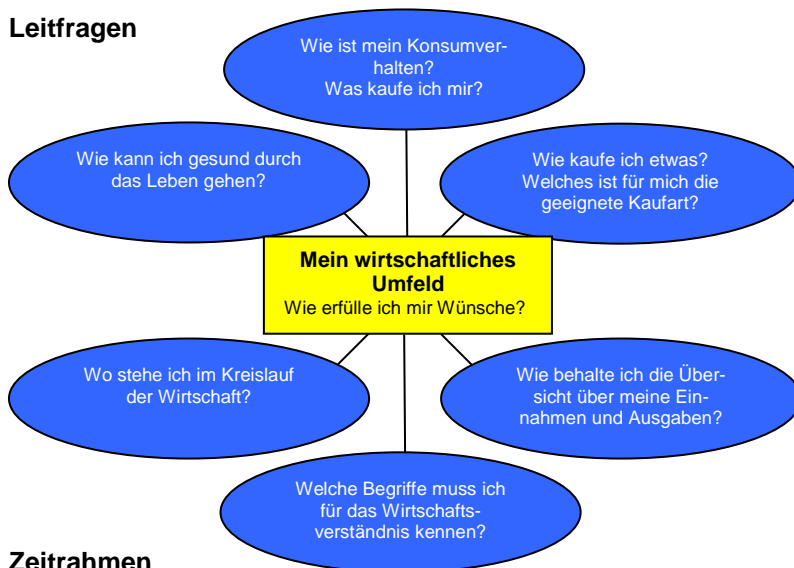 Leitfragen
Wie ist mein Konsumver-
halten?
Was kaufe ich mir?
Wie kann ich gesund durch
das Leben gehen?
Wie kaufe ich etwas?
Welches ist für mich die
geeignete Kaufart?
Mein wirtschaftliches
Umfeld
Wie erfülle ich mir Wünsche?
Wo stehe ich im Kreislauf
der Wirtschaft?
Wie behalte ich die Über-
sicht über meine Ein-
nahmen und Ausgaben?
Welche Begriffe muss ich
für das Wirtschafts-
verständnis kennen?
Zeitrahmen